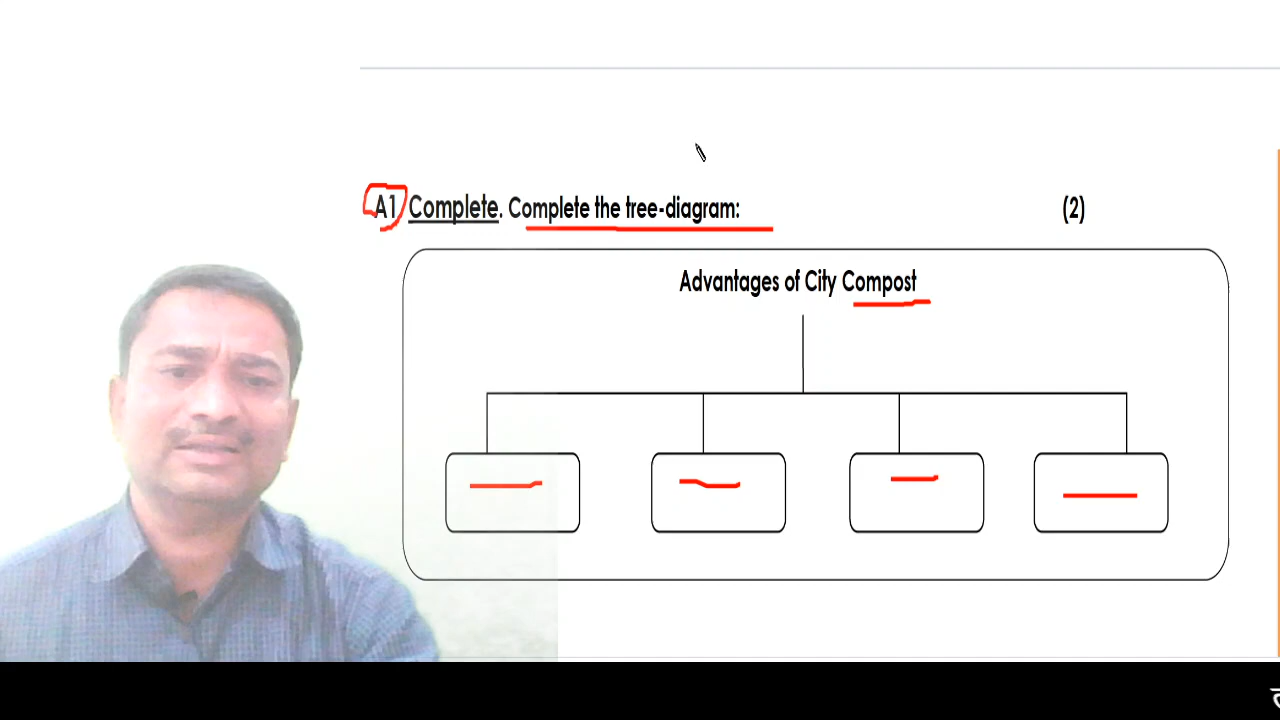 A1 Complete. Complete the tree-diagram: (2)
Advantages of City Compost